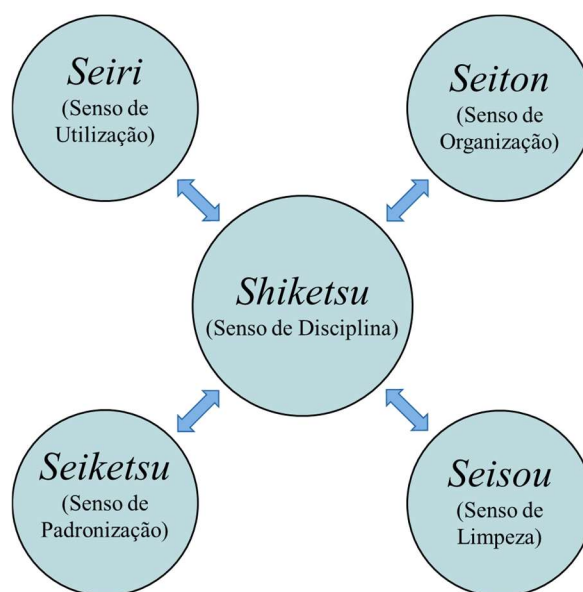 Seiri
(Senso de
Utilização)
Seiton
(Senso de
Organização)
Shiketsu
(Senso de Disciplina)
Seiketsu
(Senso de
Padronização)
Seisou
(Senso de
Limpeza)